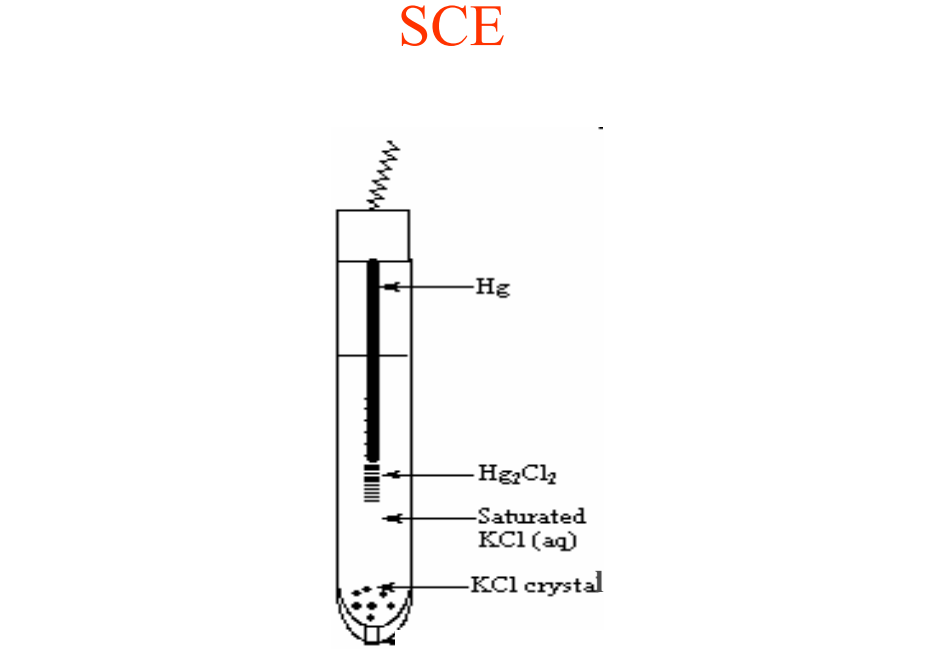 SCE
Hg
Hg₂Cl₂
Saturated
KCl (aq)
KCl crystal